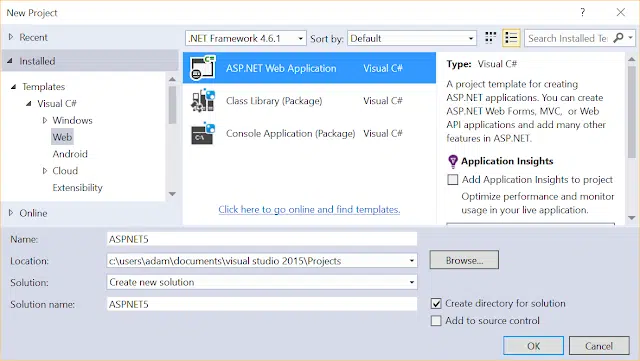 New Project
?
Recent
.NET Framework 4.6.1
Sort by:
Default
Search Installed Te
Installed
Templates
Visual C#
Windows
Web
Android
Cloud
Extensibility
Online
ASP.NET Web Application
Visual C#
Class Library (Package)
Visual C#
Console Application (Package)
Visual C#
Click here to go online and find templates.
Type: Visual C#
A project template for creating
ASP.NET applications. You can create
ASP.NET Web Forms, MVC, or Web
API applications and add many other
features in ASP.NET.
Application Insights
Add Application Insights to project
Optimize performance and monitor
usage in your live application.
Name:
ASPNET5
Location:
c:\users\adam\documents\visual studio 2015\Projects
Browse...
Solution:
Create new solution
Solution name:
ASPNET5
Create directory for solution
Add to source control
OK
Cancel